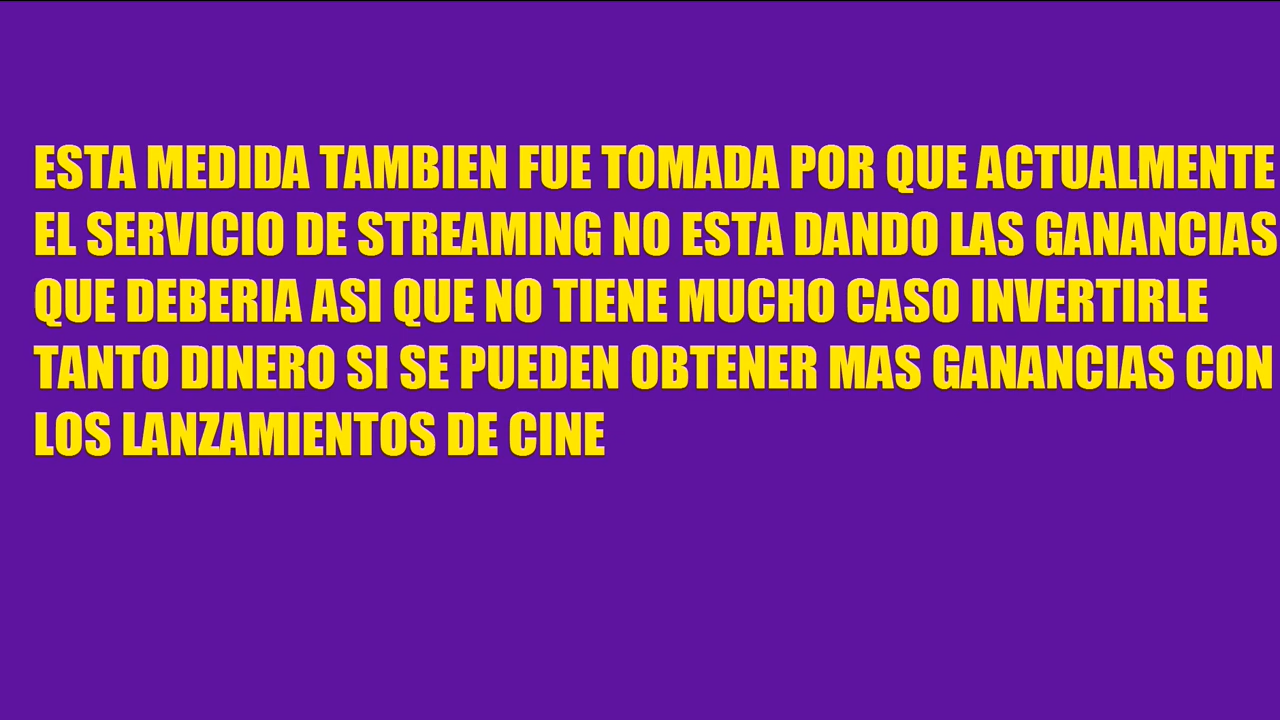 ESTA MEDIDA TAMBIEN FUE TOMADA POR QUE ACTUALMENTE
EL SERVICIO DE STREAMING NO ESTA DANDO LAS GANANCIAS
QUE DEBERIA ASI QUE NO TIENE MUCHO CASO INVERTIRLE
TANTO DINERO SI SE PUEDEN OBTENER MAS GANANCIAS CON
LOS LANZAMIENTOS DE CINE